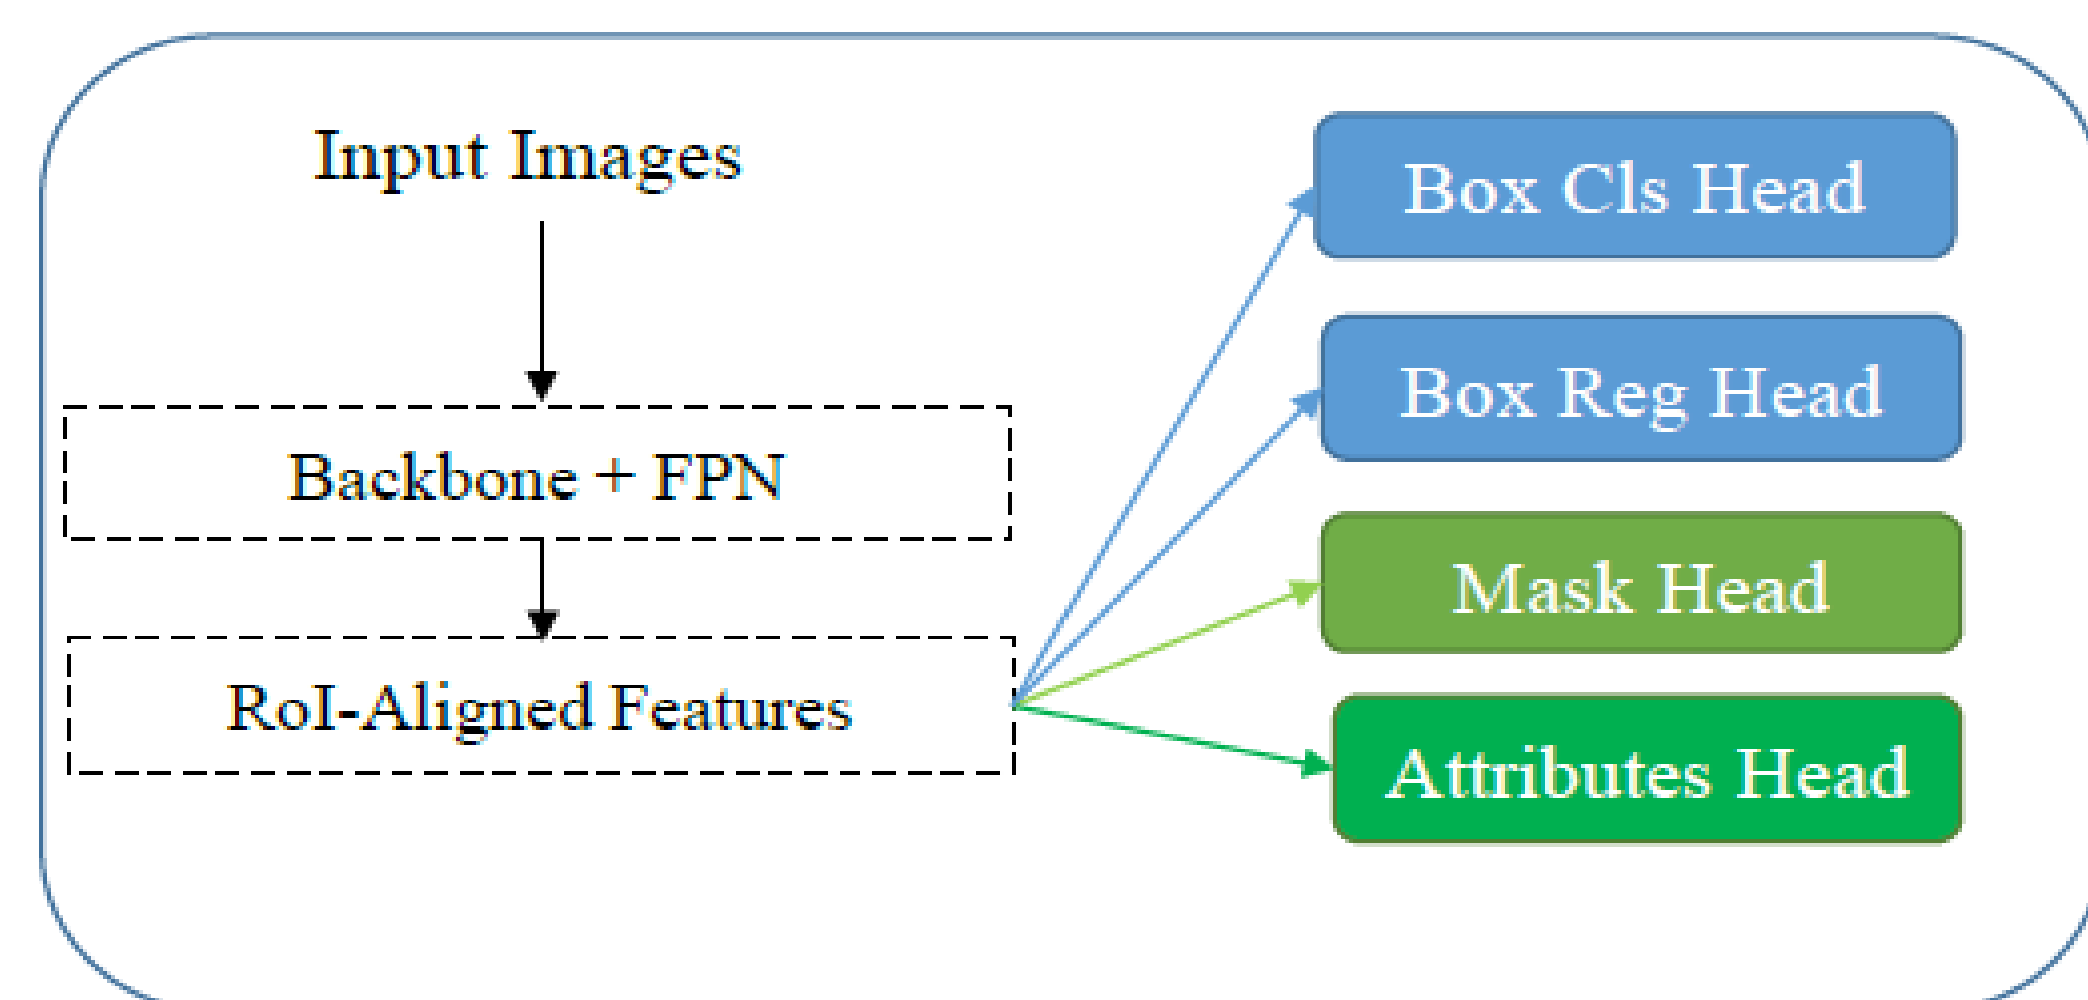 Input Images
Backbone + FPN
RoI-Aligned Features
Box Cls Head
Box Reg Head
Mask Head
Attributes Head